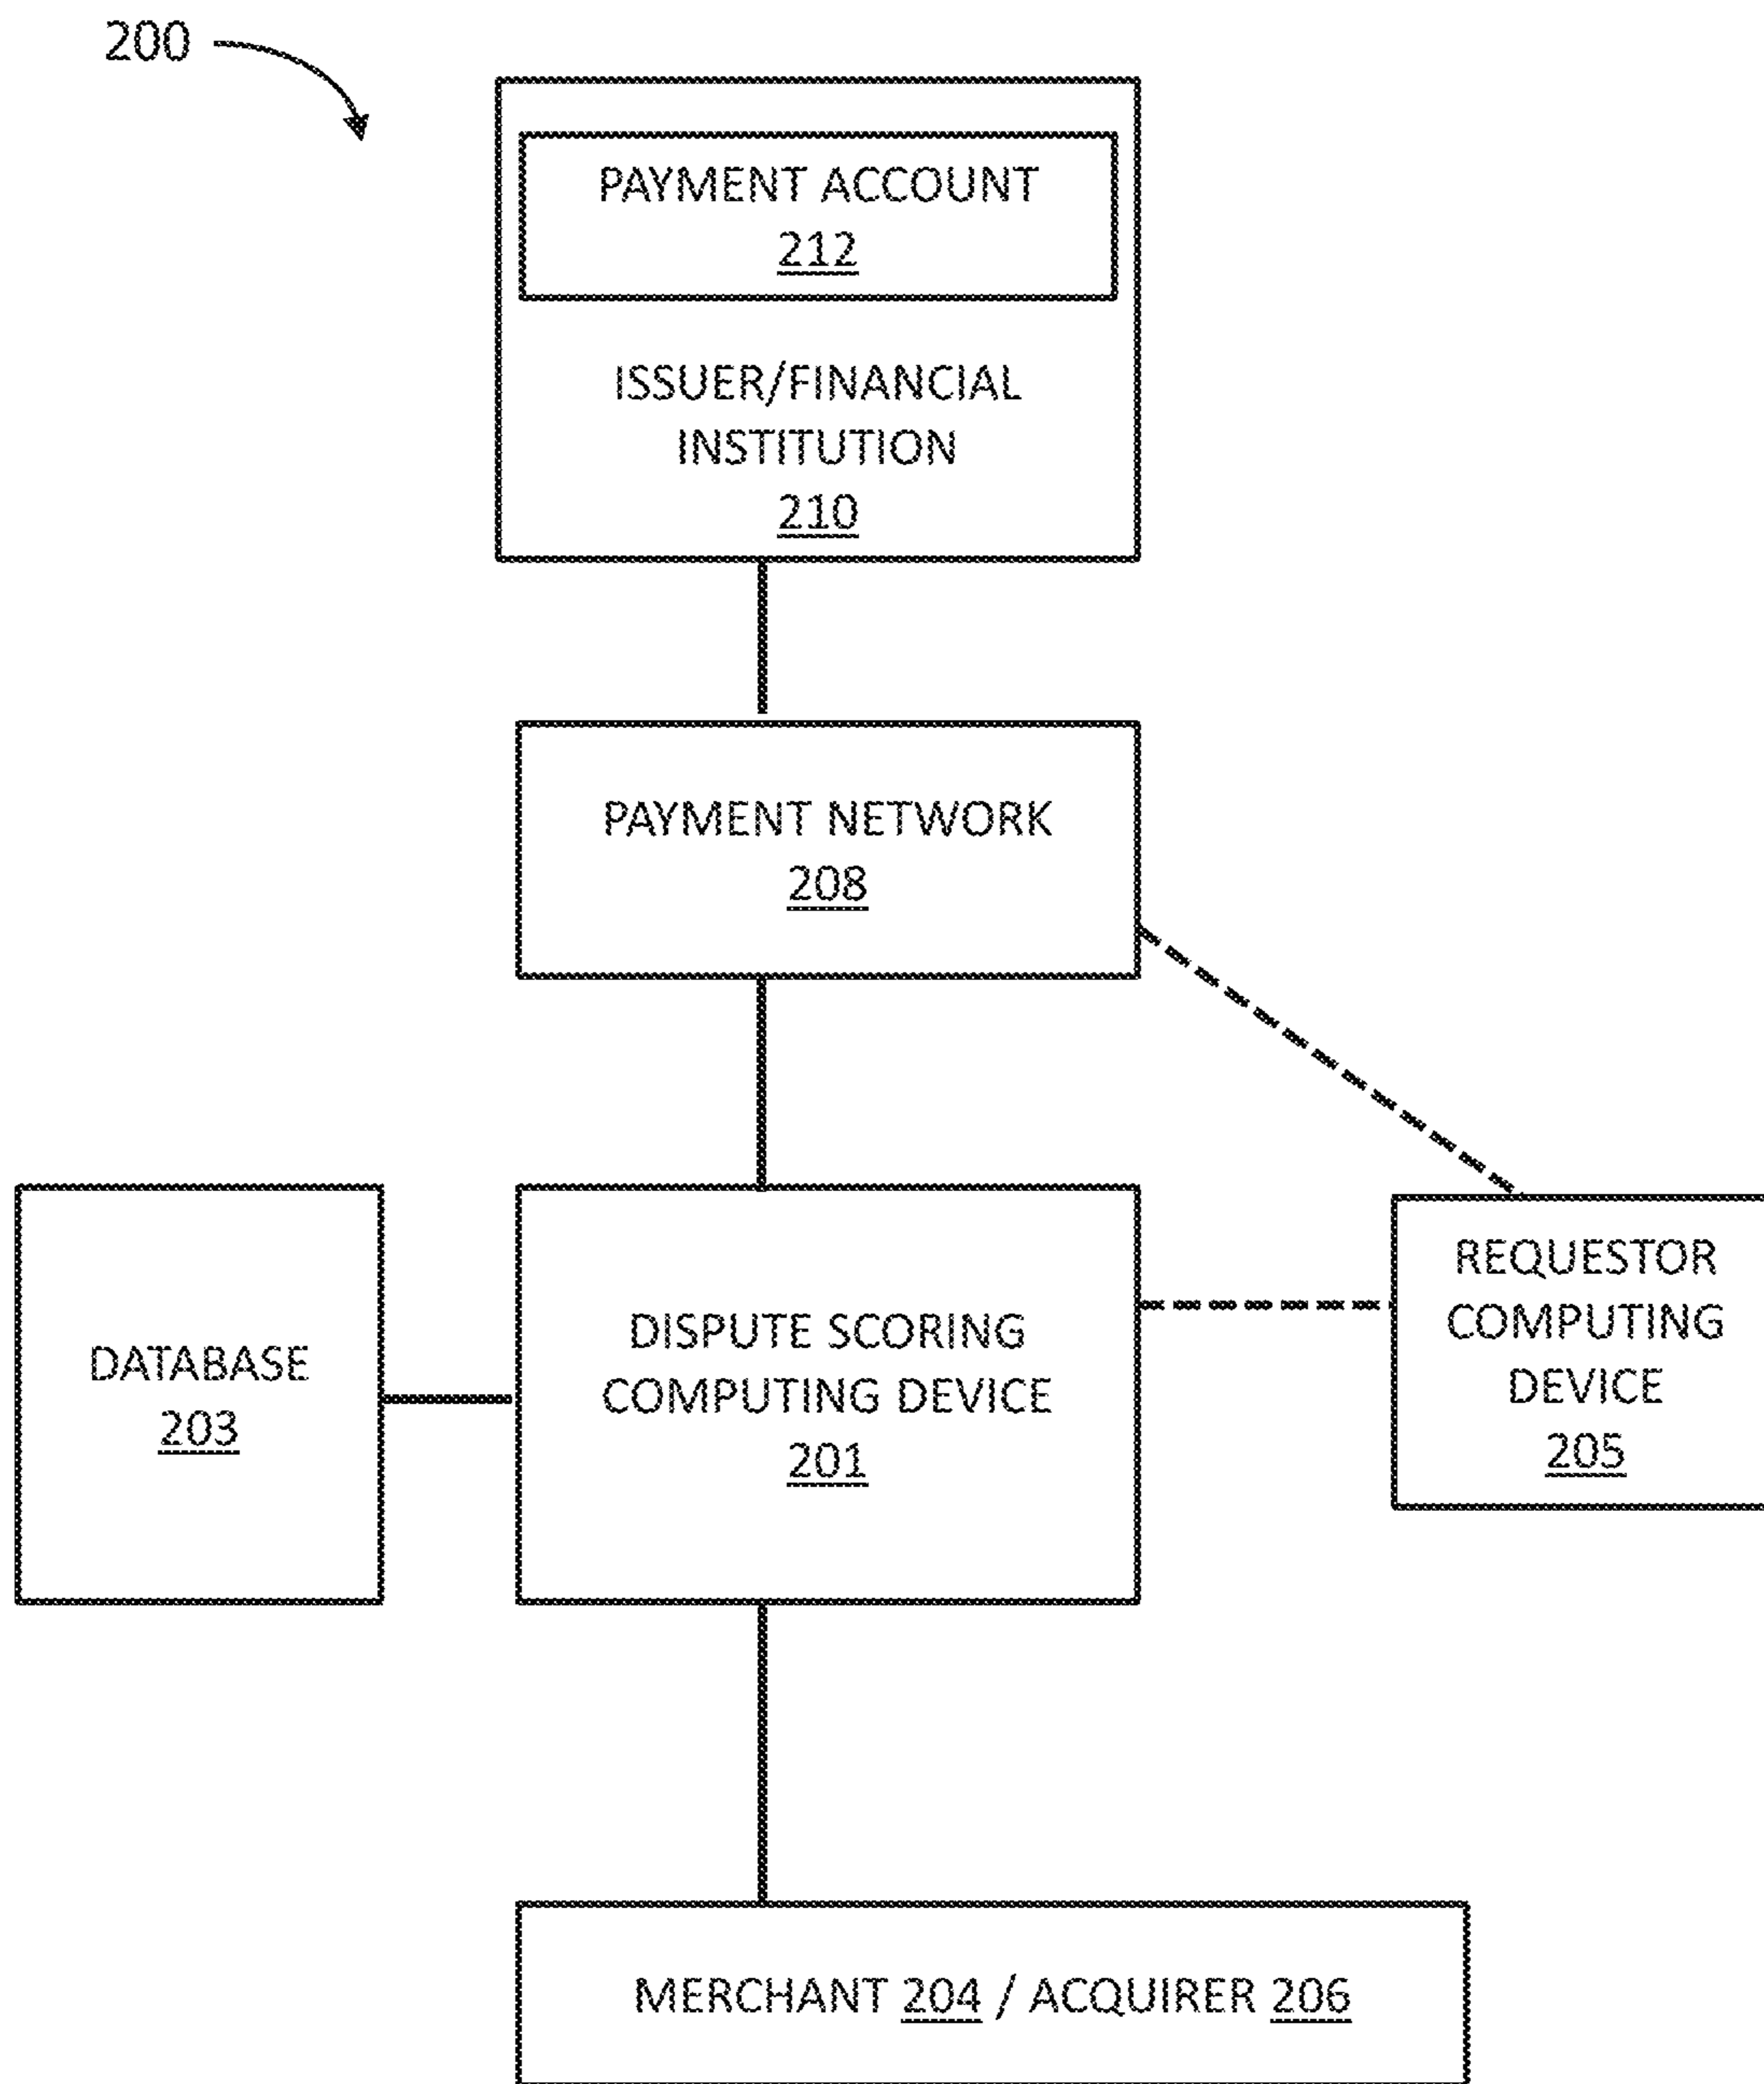 200
PAYMENT ACCOUNT
212
ISSUER/FINANCIAL
INSTITUTION
210
PAYMENT NETWORK
208
DATABASE
203
DISPUTE SCORING
COMPUTING DEVICE
201
REQUESTOR
COMPUTING
DEVICE
205
MERCHANT 204 / ACQUIRER 206